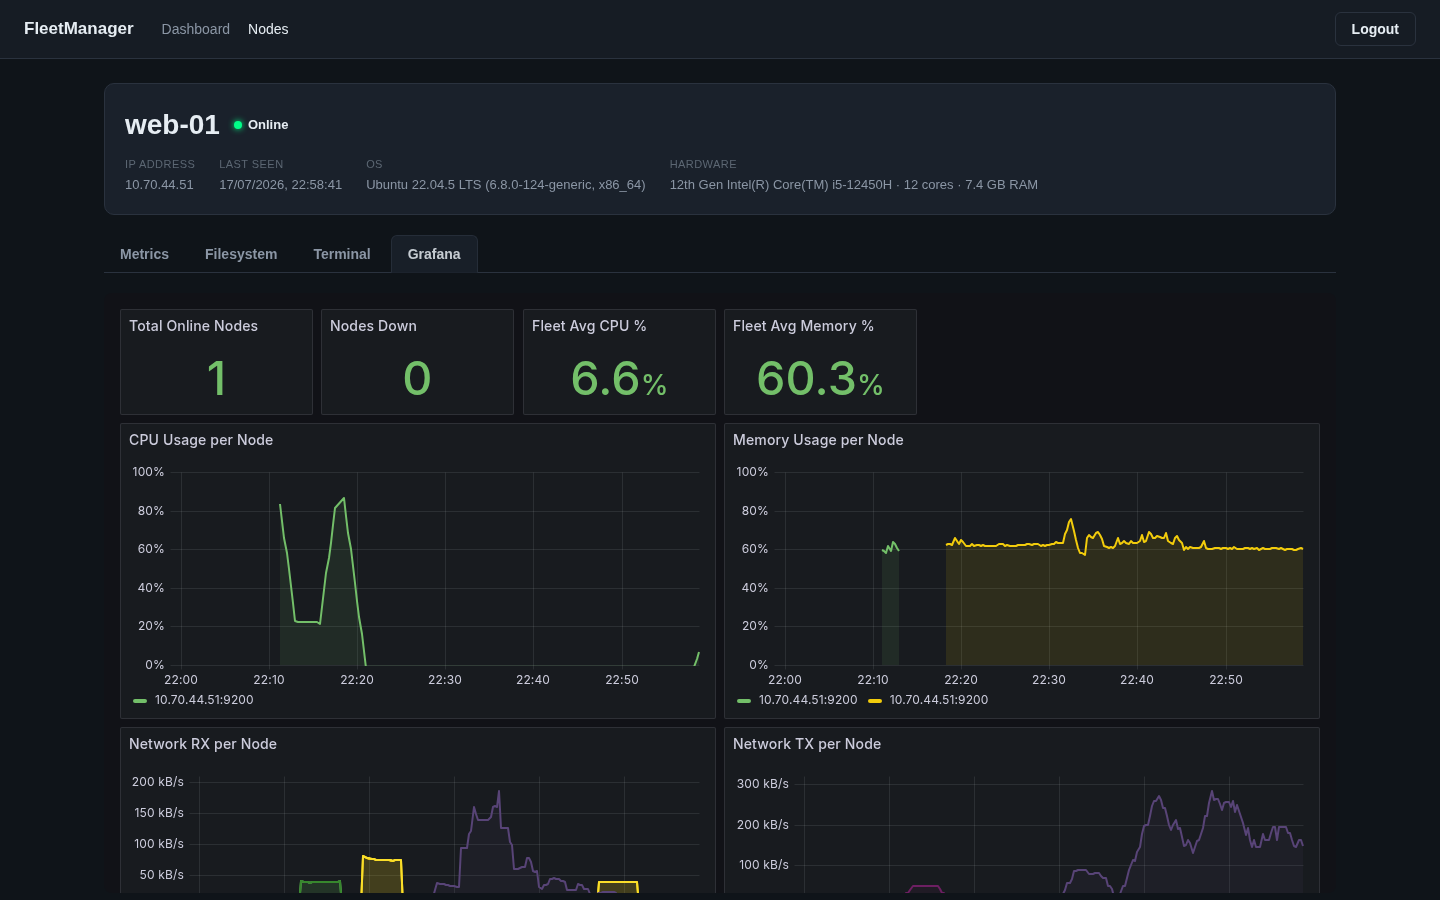 FleetManager Dashboard Nodes Logout
web-01 Online
IP ADDRESS LAST SEEN OS HARDWARE
10.70.44.51 17/07/2026, 22:58:41 Ubuntu 22.04.5 LTS (6.8.0-124-generic, x86_64) 12th Gen Intel(R) Core(TM) i5-12450H · 12 cores · 7.4 GB RAM
Metrics Filesystem Terminal Grafana
Total Online Nodes Nodes Down Fleet Avg CPU % Fleet Avg Memory %
1 0 6.6% 60.3%
CPU Usage per Node
100%
80%
60%
40%
20%
0%
22:00 22:10 22:20 22:30 22:40 22:50
10.70.44.51:9200
Memory Usage per Node
100%
80%
60%
40%
20%
0%
22:00 22:10 22:20 22:30 22:40 22:50
10.70.44.51:9200 10.70.44.51:9200
Network RX per Node
200 kB/s
150 kB/s
100 kB/s
50 kB/s
Network TX per Node
300 kB/s
200 kB/s
100 kB/s